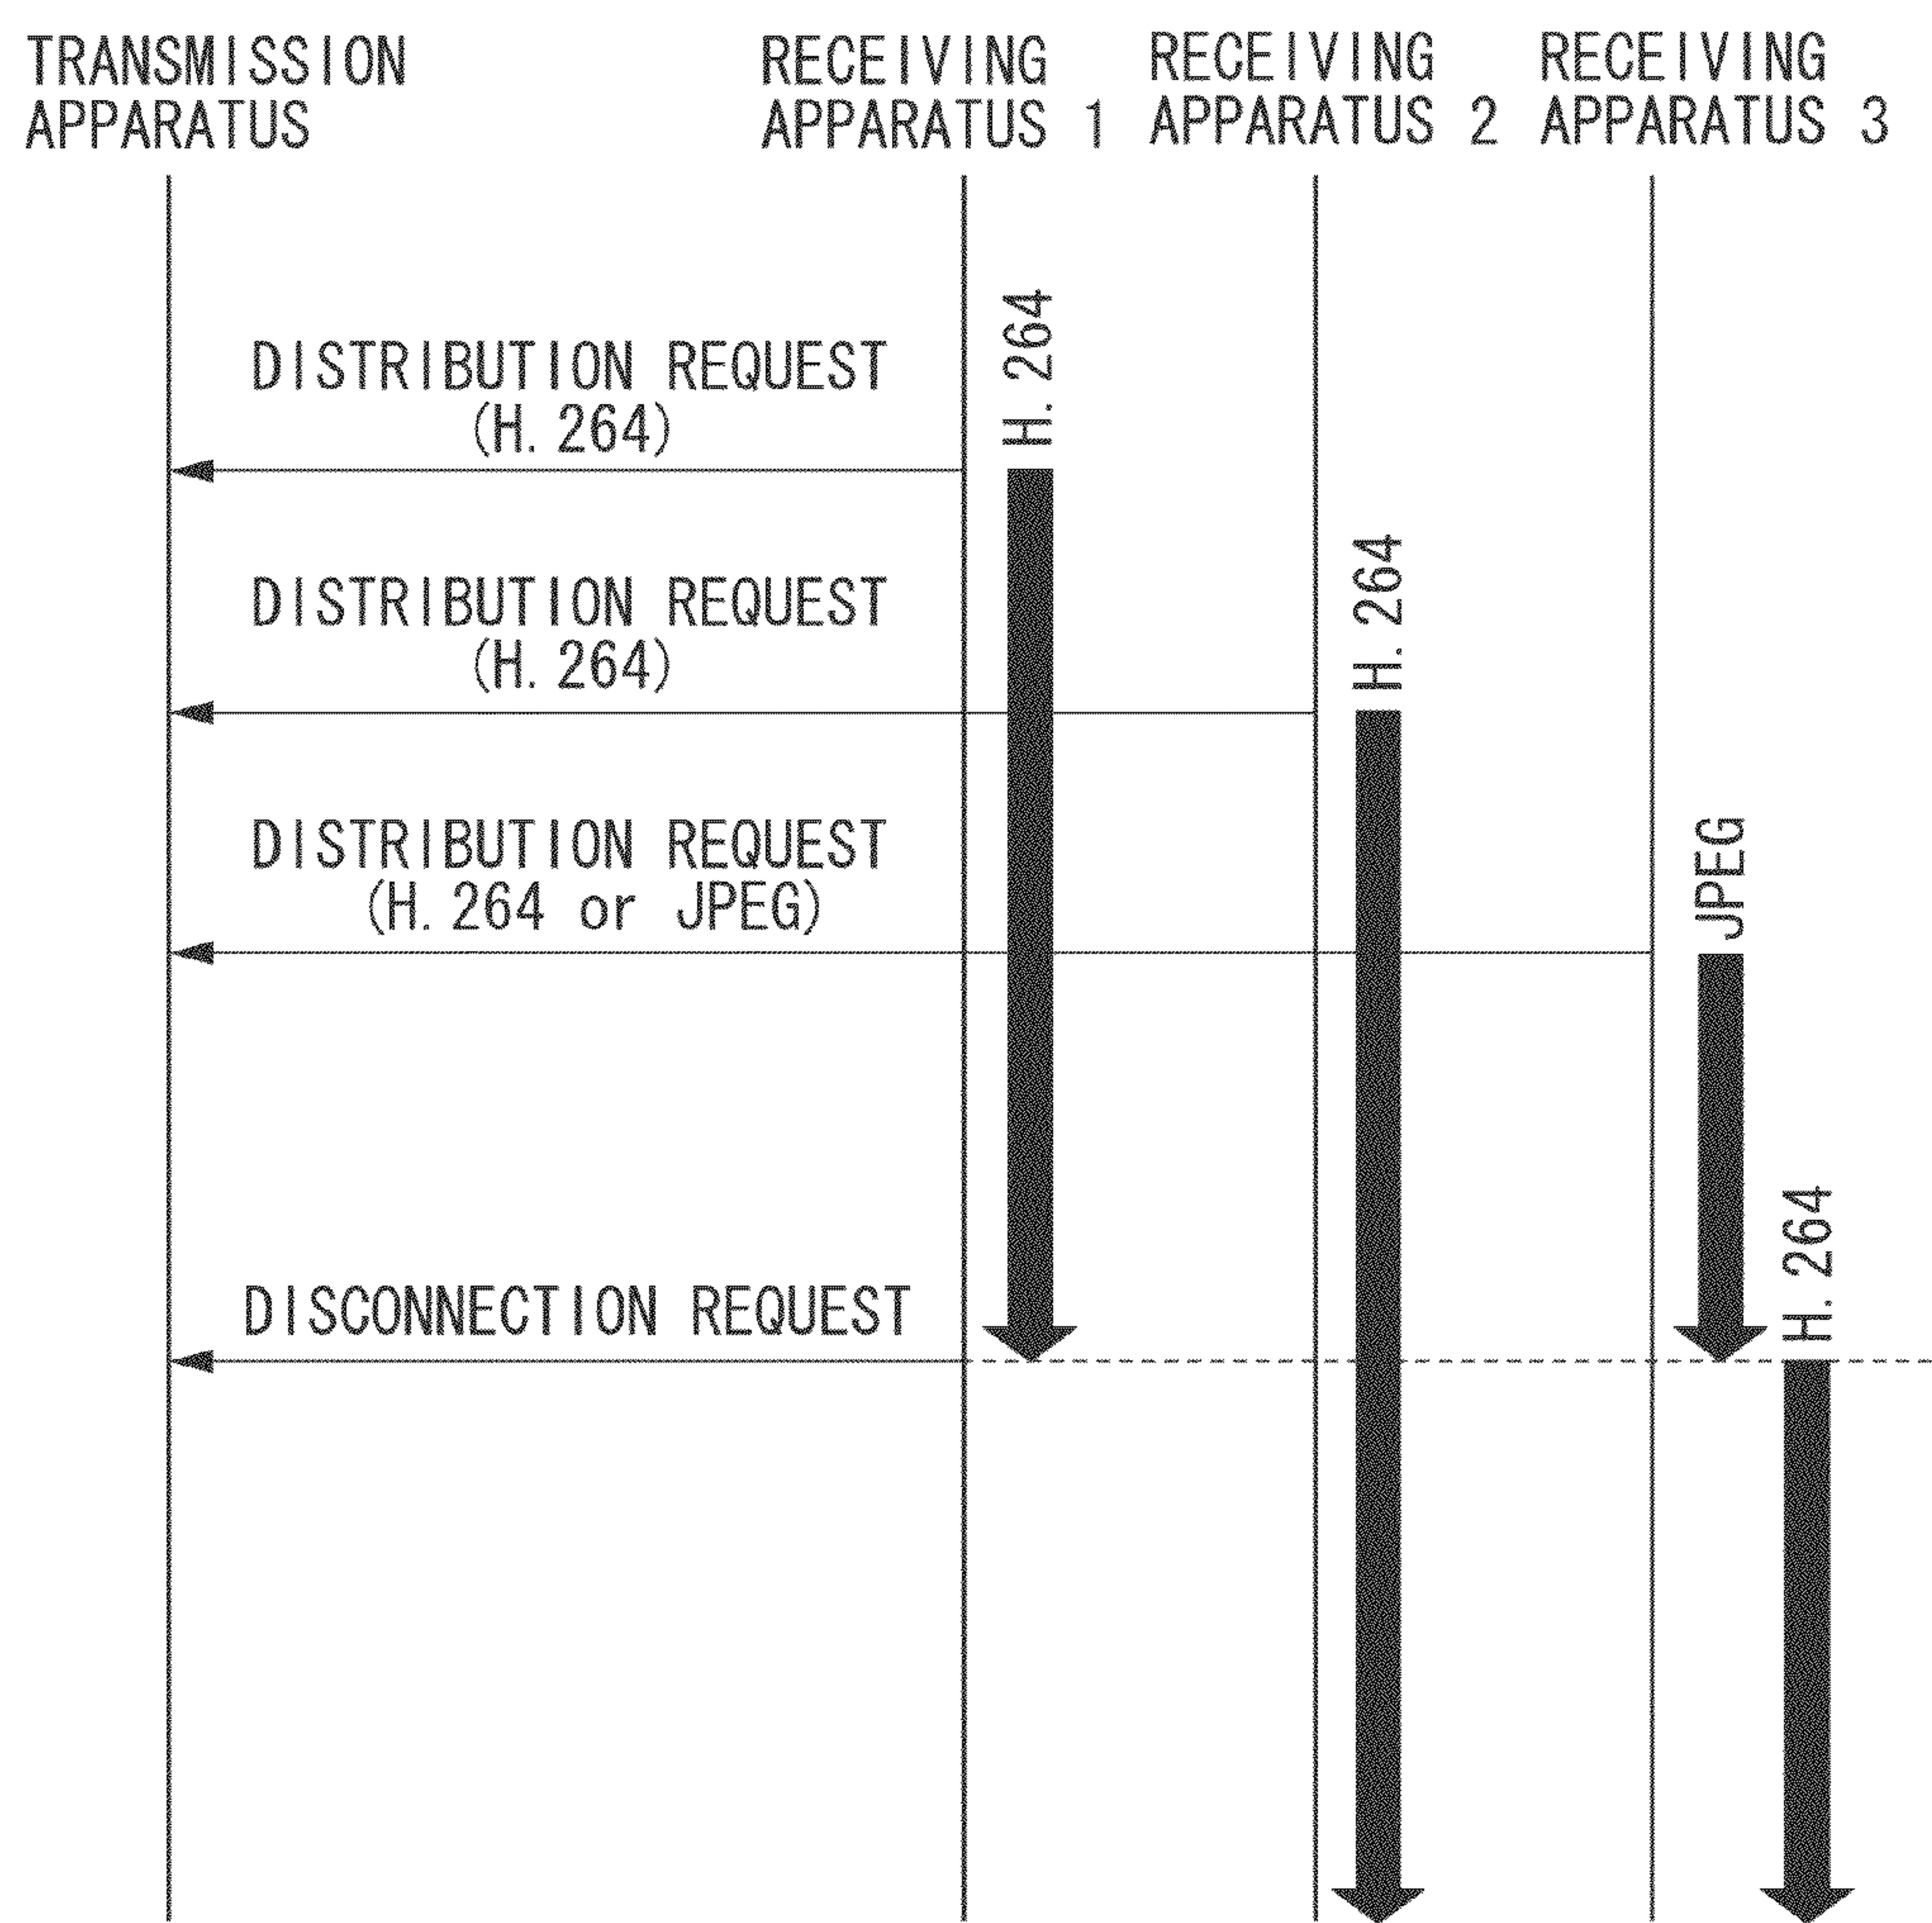 TRANSMISSION
APPARATUS
RECEIVING
APPARATUS 1
RECEIVING
APPARATUS 2
RECEIVING
APPARATUS 3
H. 264
DISTRIBUTION REQUEST
(H. 264)
H. 264
DISTRIBUTION REQUEST
(H. 264)
JPEG
DISTRIBUTION REQUEST
(H. 264 or JPEG)
H. 264
DISCONNECTION REQUEST